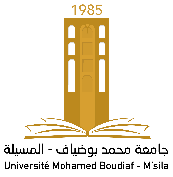 1985
جامعة محمد بوضياف - المسيلة
Université Mohamed Boudiaf - M'sila